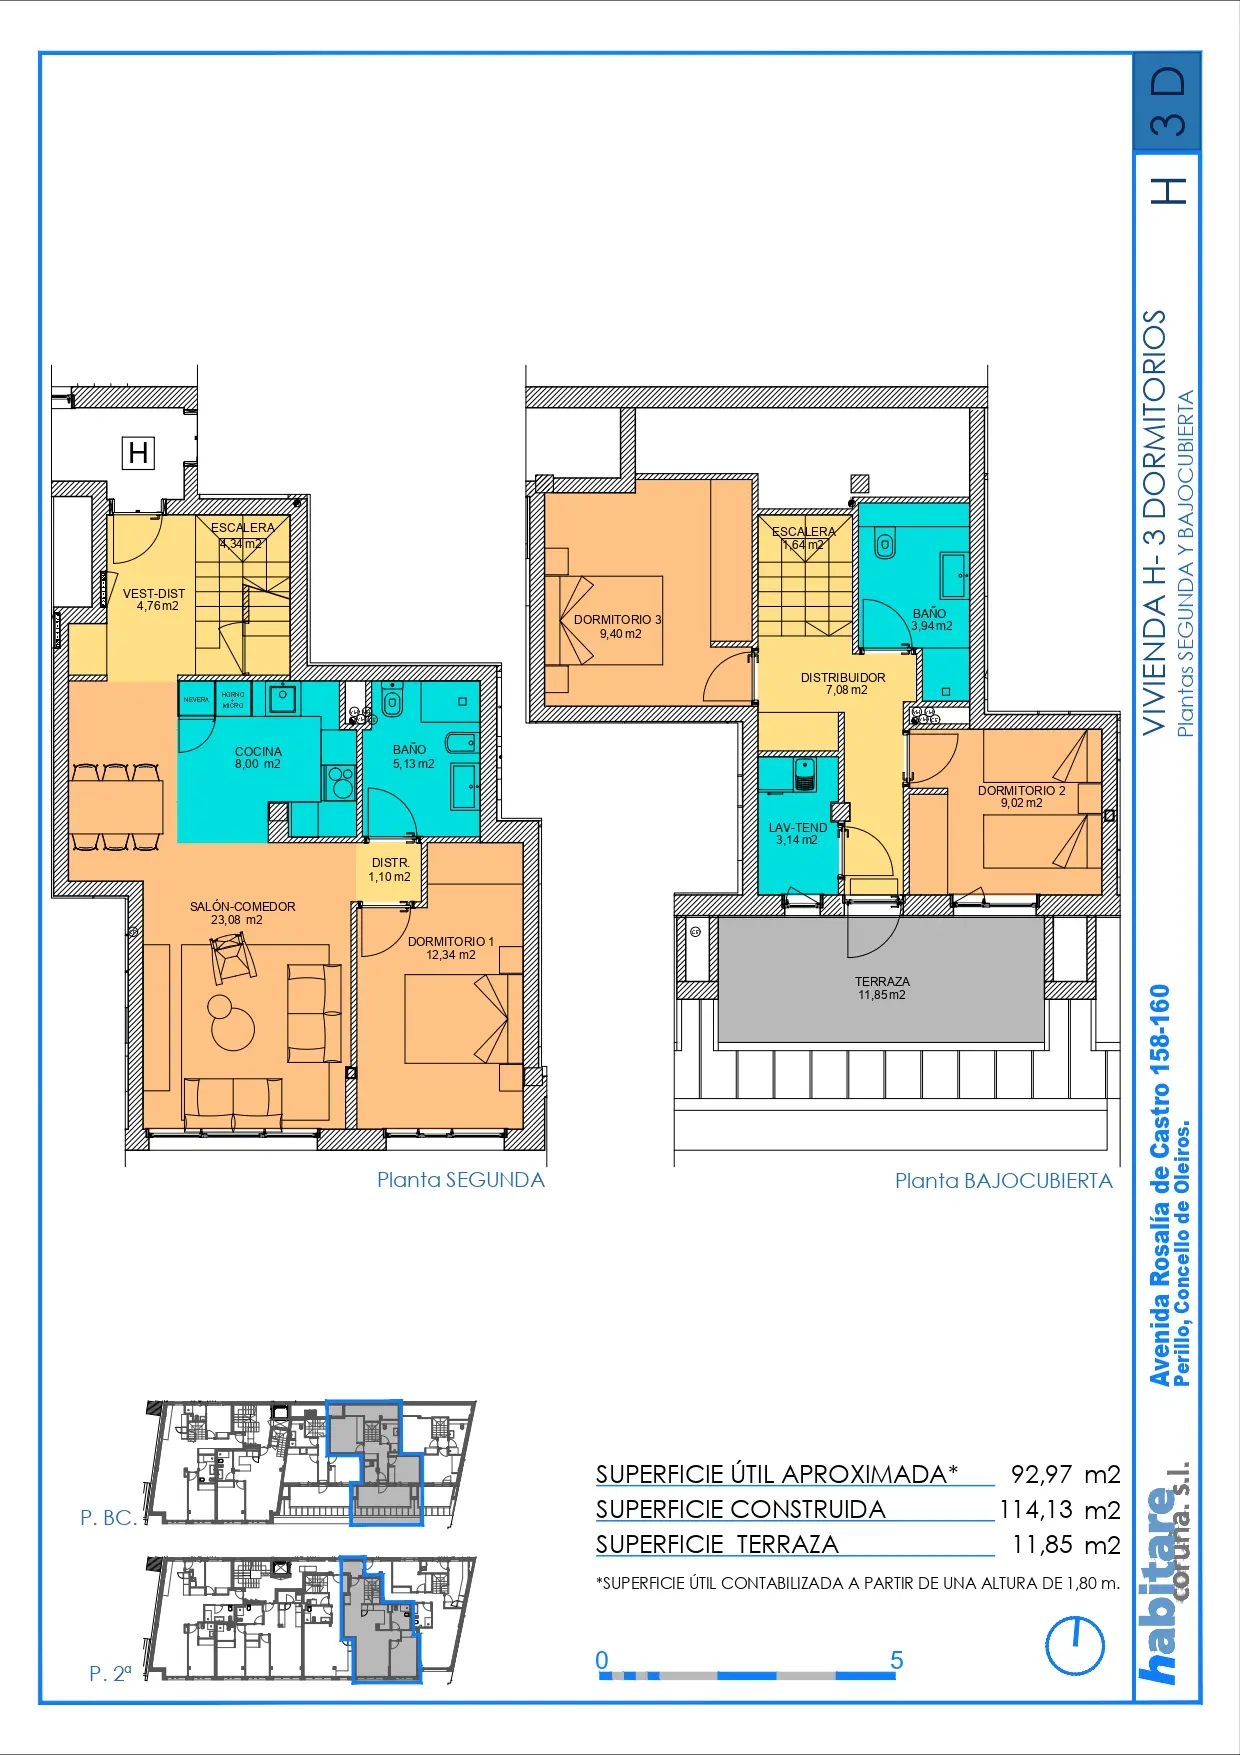 3 D
H
VIVIENDA H- 3 DORMITORIOS
Plantas SEGUNDA Y BAJOCUBIERTA
Avenida Rosalía de Castro 158-160
Perillo, Concello de Oleiros.
habitare
coruña. s.l.
H
ESCALERA
4,34 m2
VEST-DIST
4,76 m2
NEVERA
HORNO
MICRO
COCINA
8,00 m2
BAÑO
5,13 m2
DISTR.
1,10 m2
SALÓN-COMEDOR
23,08 m2
DORMITORIO 1
12,34 m2
Planta SEGUNDA
ESCALERA
1,64 m2
DORMITORIO 3
9,40 m2
BAÑO
3,94 m2
DISTRIBUIDOR
7,08 m2
DORMITORIO 2
9,02 m2
LAV-TEND
3,14 m2
TERRAZA
11,85 m2
Planta BAJOCUBIERTA
P. BC.
P. 2ª
SUPERFICIE ÚTIL APROXIMADA* 92,97 m2
SUPERFICIE CONSTRUIDA 114,13 m2
SUPERFICIE TERRAZA 11,85 m2
*SUPERFICIE ÚTIL CONTABILIZADA A PARTIR DE UNA ALTURA DE 1,80 m.
0 5